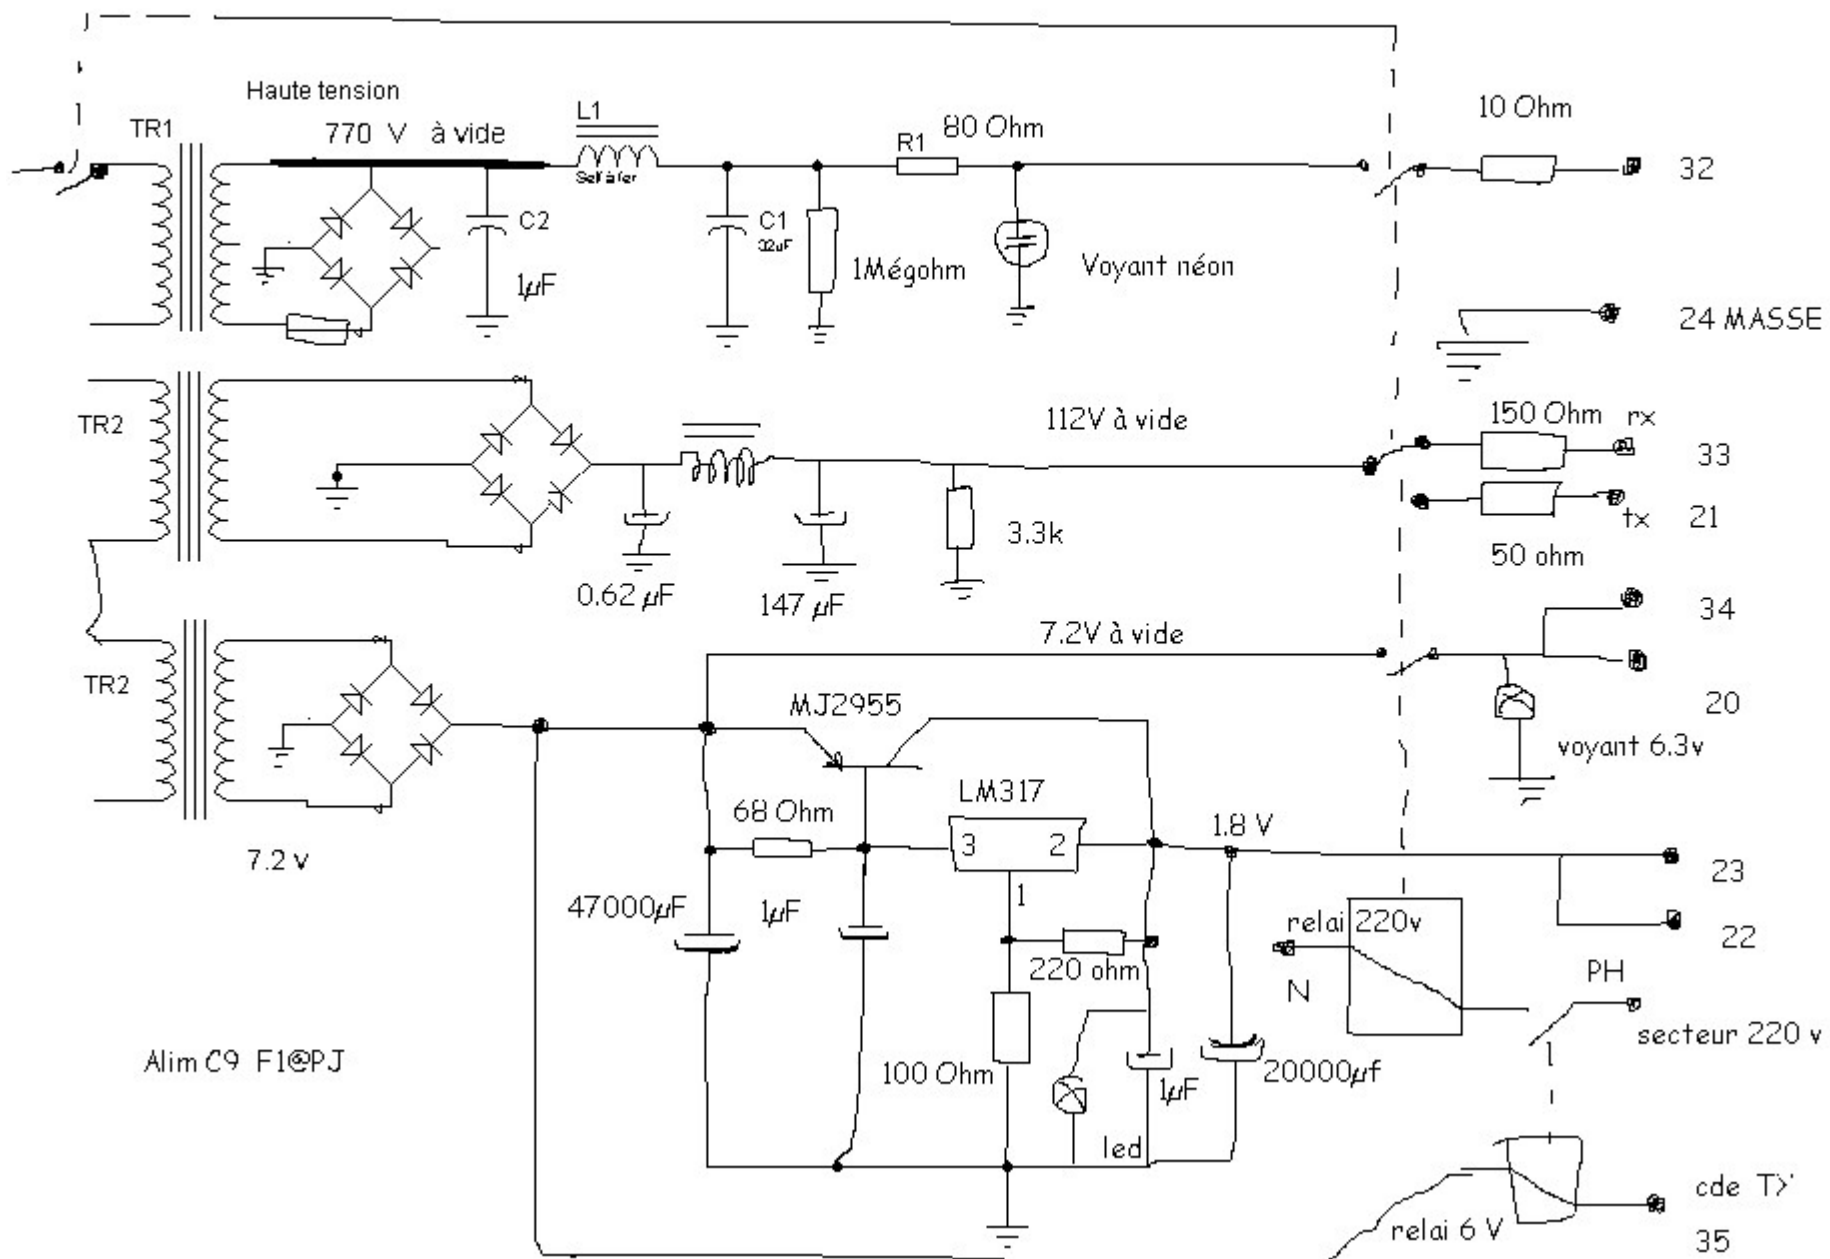 Haute tension
TR1
770 V à vide
L1
Self à fer
R1
80 Ohm
10 Ohm
32
C2
1µF
C1
32uF
1Mégohm
Voyant néon
24 MASSE
TR2
112V à vide
150 Ohm rx
33
tx 21
50 ohm
3.3k
0.62 µF
147 µF
34
7.2V à vide
TR2
MJ2955
20
voyant 6.3v
68 Ohm
LM317
3 2
1
1.8 V
7.2 v
23
47000µF
1µF
relai 220v
22
220 ohm
N
PH
secteur 220 v
Alim C9 F1@PJ
100 Ohm
1µF
20000µf
led
cde T
relai 6 V
35